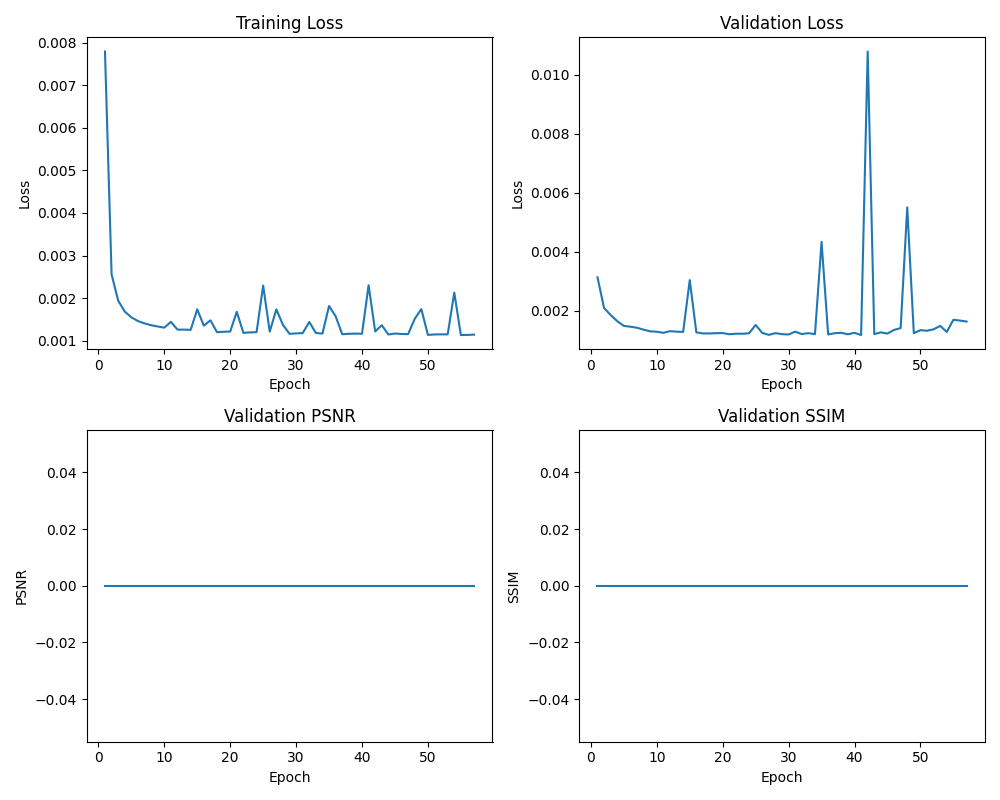 Training Loss
Loss
0.008
0.007
0.006
0.005
0.004
0.003
0.002
0.001
0 10 20 30 40 50
Epoch
Validation Loss
Loss
0.010
0.008
0.006
0.004
0.002
0 10 20 30 40 50
Epoch
Validation PSNR
PSNR
0.04
0.02
0.00
−0.02
−0.04
0 10 20 30 40 50
Epoch
Validation SSIM
SSIM
0.04
0.02
0.00
−0.02
−0.04
0 10 20 30 40 50
Epoch